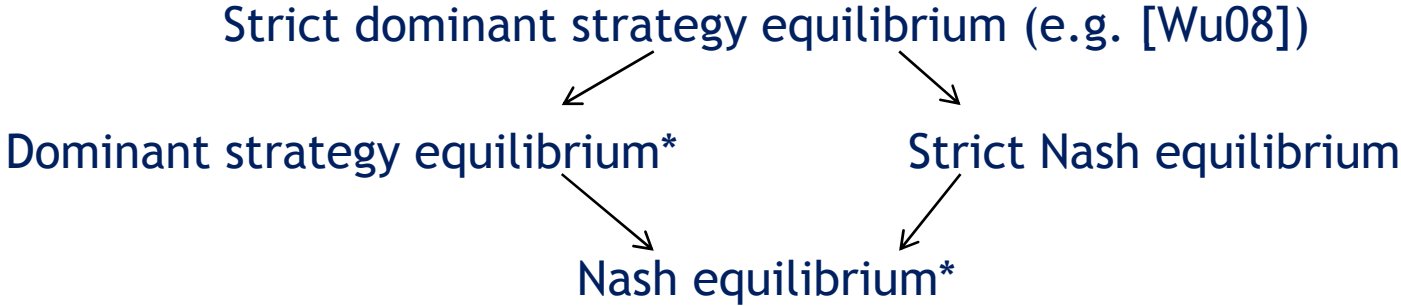 Strict dominant strategy equilibrium (e.g. [Wu08])
Dominant strategy equilibrium* Strict Nash equilibrium
Nash equilibrium*